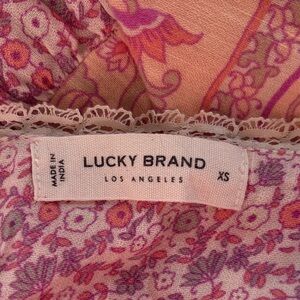 MADE IN
INDIA
LUCKY BRAND
LOS ANGELES
XS